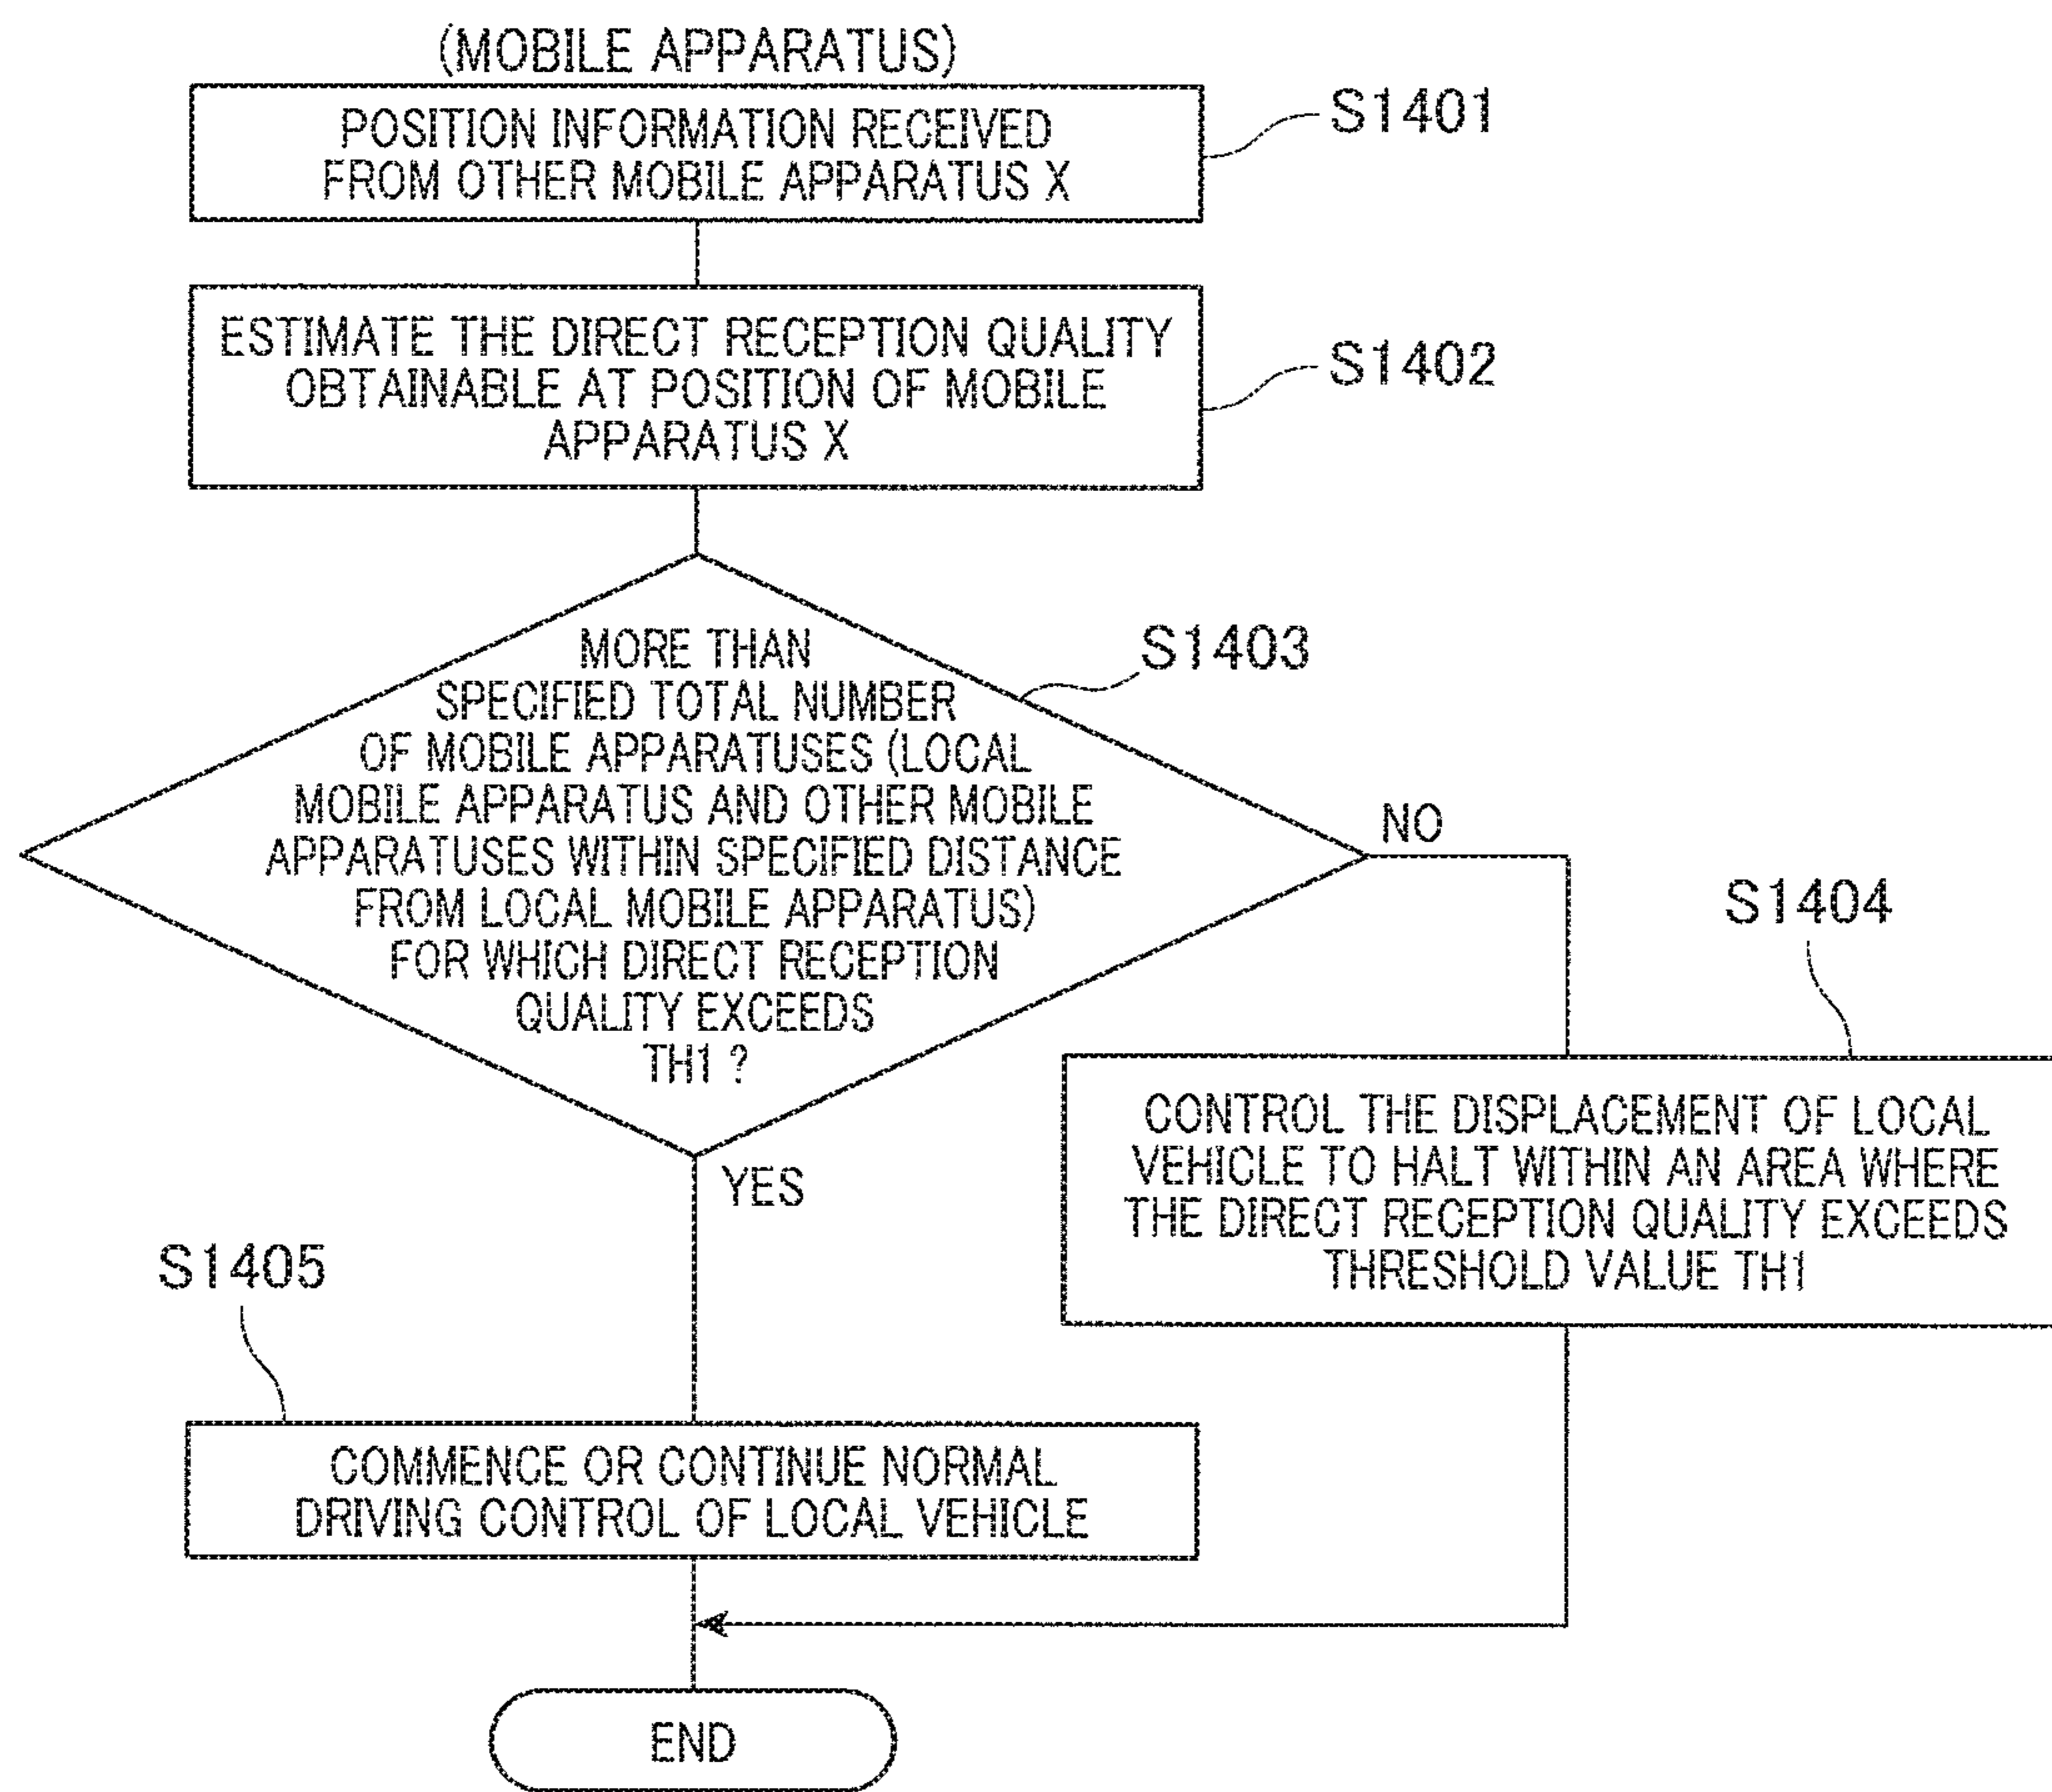 (MOBILE APPARATUS)
POSITION INFORMATION RECEIVED
FROM OTHER MOBILE APPARATUS X
S1401
ESTIMATE THE DIRECT RECEPTION QUALITY
OBTAINABLE AT POSITION OF MOBILE
APPARATUS X
S1402
MORE THAN
SPECIFIED TOTAL NUMBER
OF MOBILE APPARATUSES (LOCAL
MOBILE APPARATUS AND OTHER MOBILE
APPARATUSES WITHIN SPECIFIED DISTANCE
FROM LOCAL MOBILE APPARATUS)
FOR WHICH DIRECT RECEPTION
QUALITY EXCEEDS
TH1 ?
S1403
NO
YES
S1404
CONTROL THE DISPLACEMENT OF LOCAL
VEHICLE TO HALT WITHIN AN AREA WHERE
THE DIRECT RECEPTION QUALITY EXCEEDS
THRESHOLD VALUE TH1
S1405
COMMENCE OR CONTINUE NORMAL
DRIVING CONTROL OF LOCAL VEHICLE
END